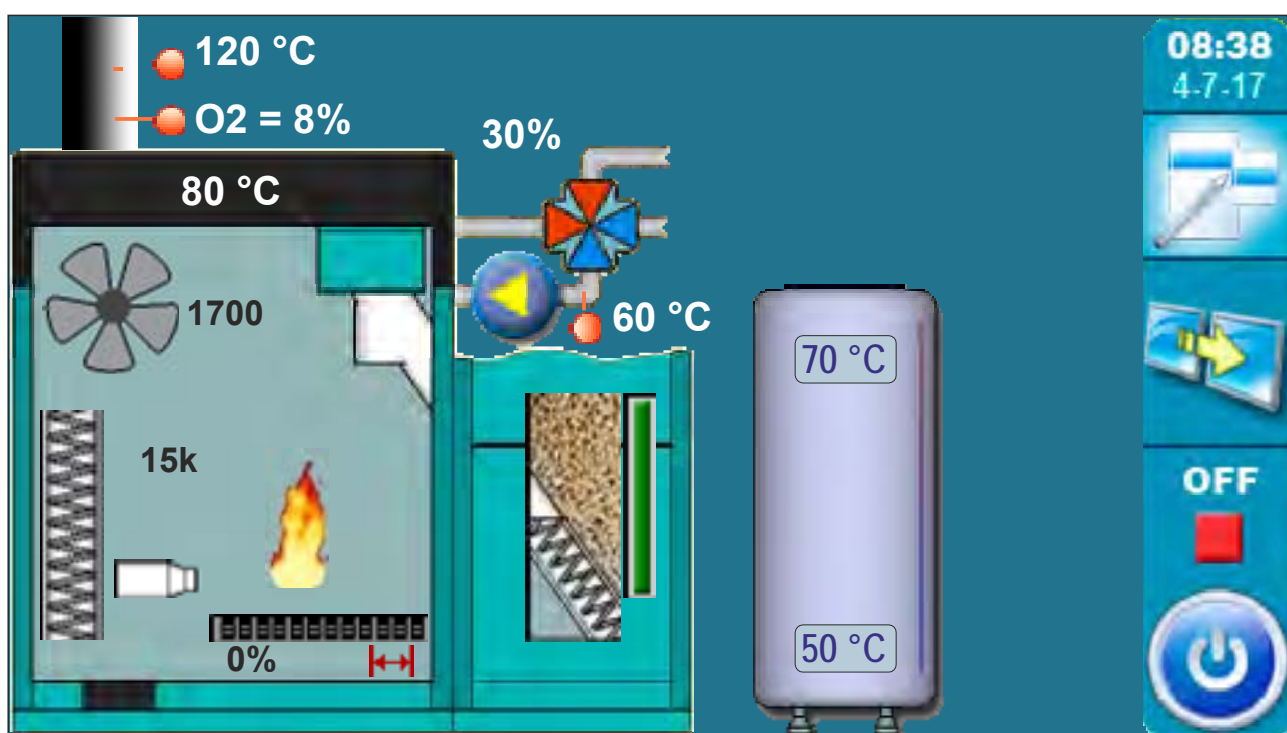 120 °C
O2 = 8%
30%
80 °C
1700
60 °C
15k
0%
70 °C
50 °C
08:38
4-7-17
OFF